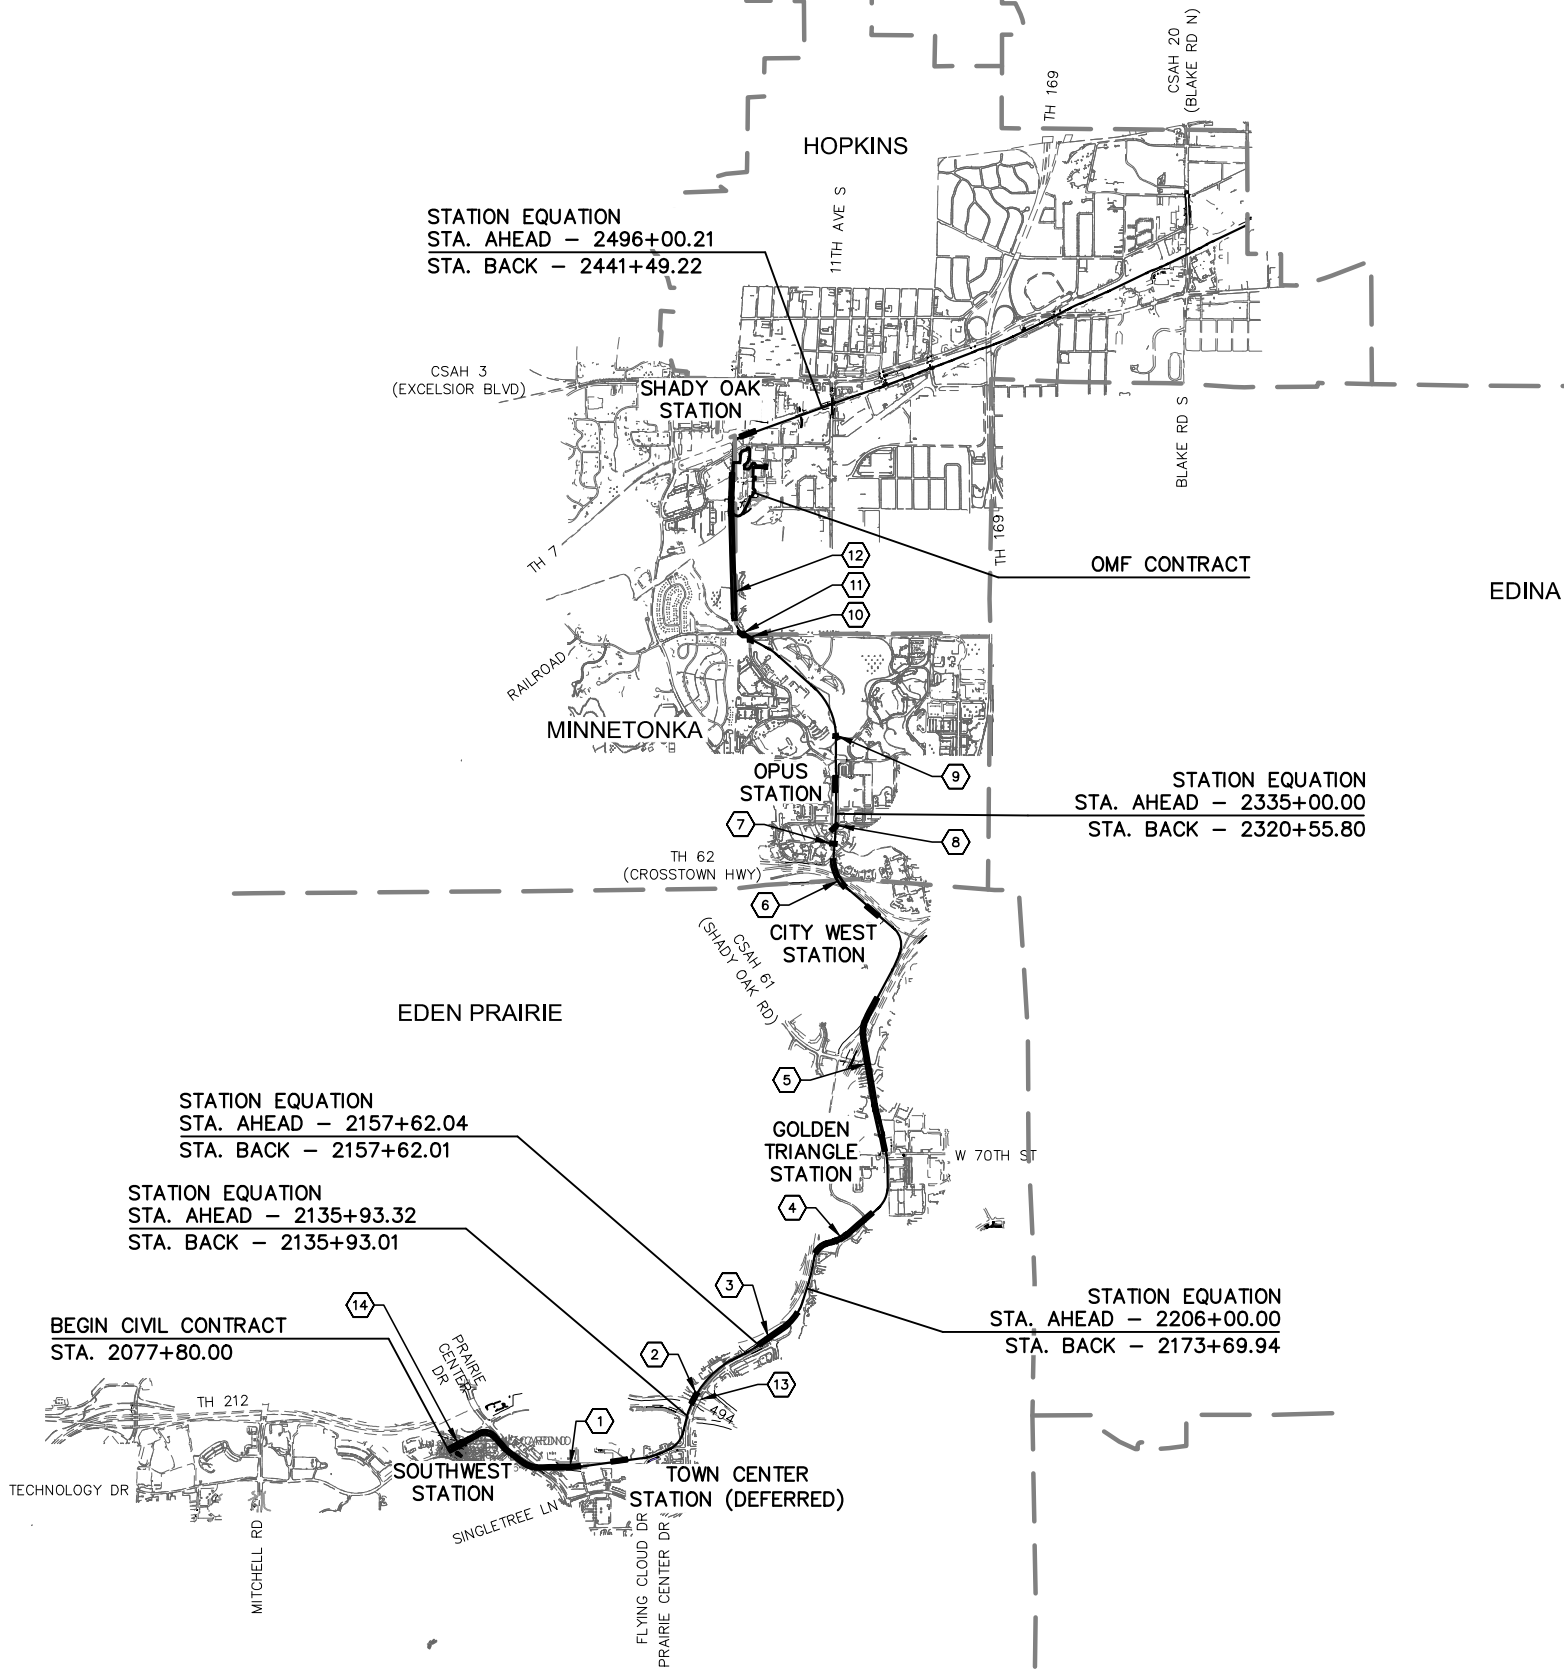 CSAH 20
(BLAKE RD N)
TH 169
HOPKINS
11TH AVE S
STATION EQUATION
STA. AHEAD – 2496+00.21
STA. BACK – 2441+49.22
CSAH 3
(EXCELSIOR BLVD)
SHADY OAK
STATION
BLAKE RD S
TH 7
TH 169
12
OMF CONTRACT
11
EDINA
10
RAILROAD
MINNETONKA
OPUS
STATION
9
STATION EQUATION
STA. AHEAD – 2335+00.00
STA. BACK – 2320+55.80
7
8
TH 62
(CROSSTOWN HWY)
6
CITY WEST
STATION
CSAH 61
(SHADY OAK RD)
EDEN PRAIRIE
5
STATION EQUATION
STA. AHEAD – 2157+62.04
STA. BACK – 2157+62.01
GOLDEN
TRIANGLE
STATION
W 70TH ST
STATION EQUATION
STA. AHEAD – 2135+93.32
STA. BACK – 2135+93.01
4
3
14
STATION EQUATION
STA. AHEAD – 2206+00.00
STA. BACK – 2173+69.94
BEGIN CIVIL CONTRACT
STA. 2077+80.00
PRAIRIE
CENTER
DR
2
13
TH 212
494
1
SOUTHWEST
STATION
TOWN CENTER
STATION (DEFERRED)
TECHNOLOGY DR
SINGLETREE LN
MITCHELL RD
FLYING CLOUD DR
PRAIRIE CENTER DR